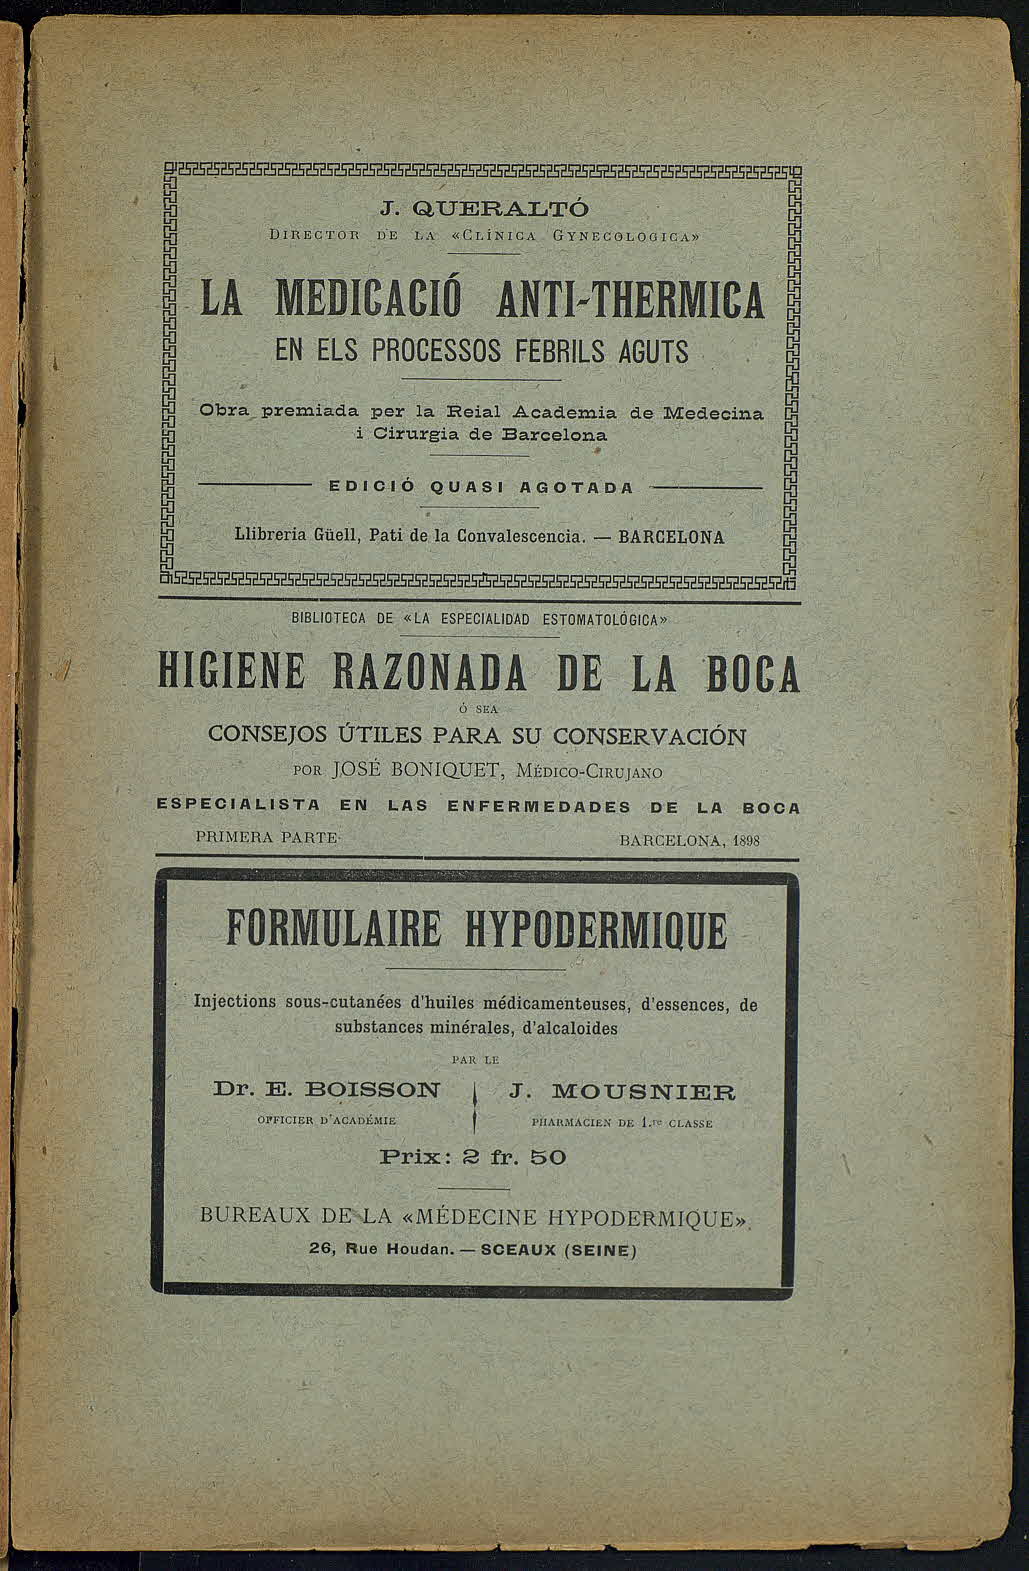 J. QUERALTÓ
DIRECTOR DE LA «CLÍNICA GYNECOLOGICA»
LA MEDICACIÓ ANTI-THERMICA
EN ELS PROCESSOS FEBRILS AGUTS
Obra premiada per la Reial Academia de Medecina
i Cirurgia de Barcelona
EDICIÓ QUASI AGOTADA
Llibreria Güell, Pati de la Convalescencia. — BARCELONA
BIBLIOTECA DE «LA ESPECIALIDAD ESTOMATOLÓGICA»
HIGIENE RAZONADA DE LA BOCA
Ó SEA
CONSEJOS ÚTILES PARA SU CONSERVACIÓN
POR JOSÉ BONIQUET, MÉDICO-CIRUJANO
ESPECIALISTA EN LAS ENFERMEDADES DE LA BOCA
PRIMERA PARTE BARCELONA, 1898
FORMULAIRE HYPODERMIQUE
Injections sous-cutanées d'huiles médicamenteuses, d'essences, de
substances minérales, d'alcaloides
PAR LE
Dr. E. BOISSON J. MOUSNIER
OFFICIER D'ACADÉMIE PHARMACIEN DE 1.re CLASSE
Prix: 2 fr. 50
BUREAUX DE LA «MÉDECINE HYPODERMIQUE».
26, Rue Houdan. — SCEAUX (SEINE)